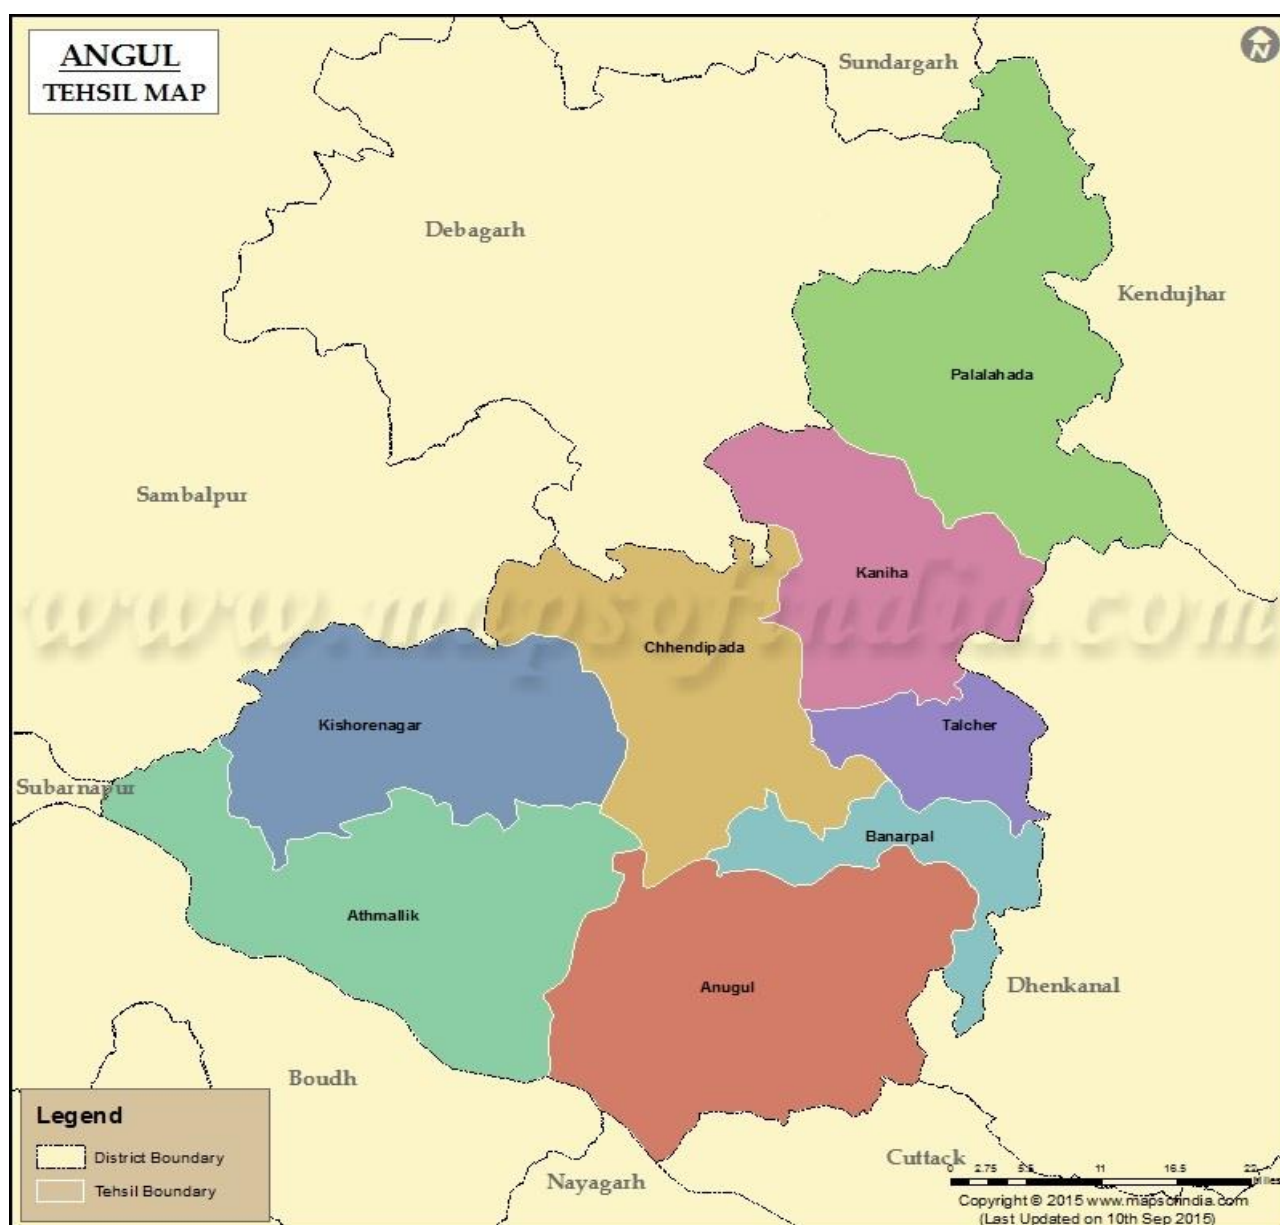 ANGUL
TEHSIL MAP
N
Sundargarh
Debagarh
Kendujhar
Palalahada
Sambalpur
Kaniha
www.mapsofindia.com
Chhendipada
Kishorenagar
Talcher
Subarnapur
Banarpal
Athmallik
Anugul
Dhenkanal
Boudh
Legend
District Boundary
Tehsil Boundary
Nayagarh
Cuttack
0 2.75 5.5 11 16.5 22
Miles
Copyright © 2015 www.mapsofindia.com
(Last Updated on 10th Sep 2015)